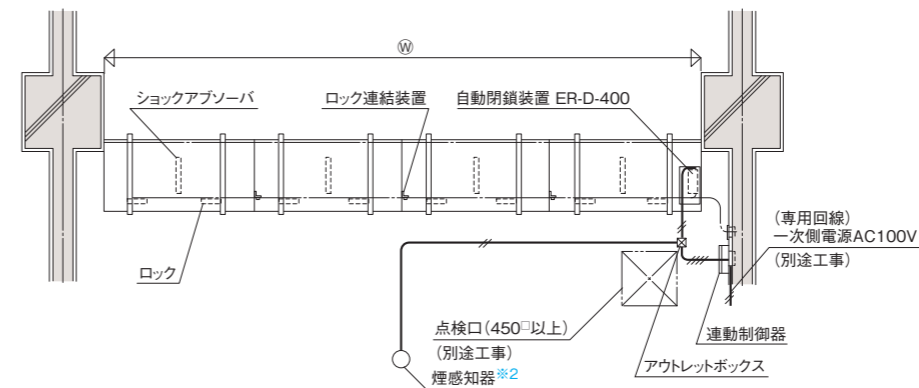 Ⓦ
ショックアブソーバ
ロック連結装置
自動閉鎖装置 ER-D-400
ロック
(専用回線)
一次側電源AC100V
(別途工事)
点検口(450□以上)
(別途工事)
煙感知器※2
連動制御器
アウトレットボックス